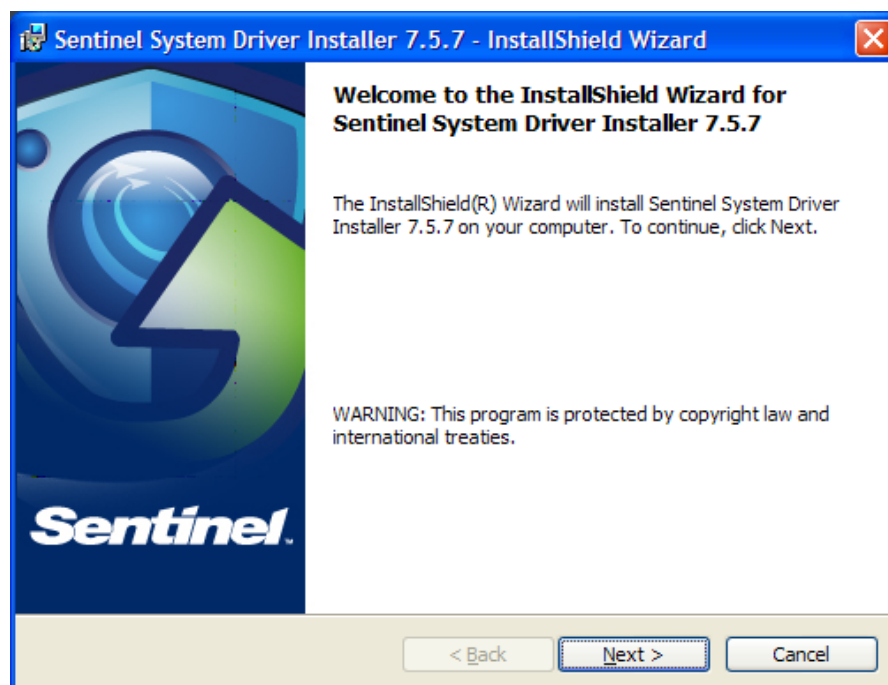 Sentinel System Driver Installer 7.5.7 - InstallShield Wizard
Welcome to the InstallShield Wizard for
Sentinel System Driver Installer 7.5.7
The InstallShield(R) Wizard will install Sentinel System Driver
Installer 7.5.7 on your computer. To continue, click Next.
WARNING: This program is protected by copyright law and
international treaties.
Sentinel
< Back
Next >
Cancel